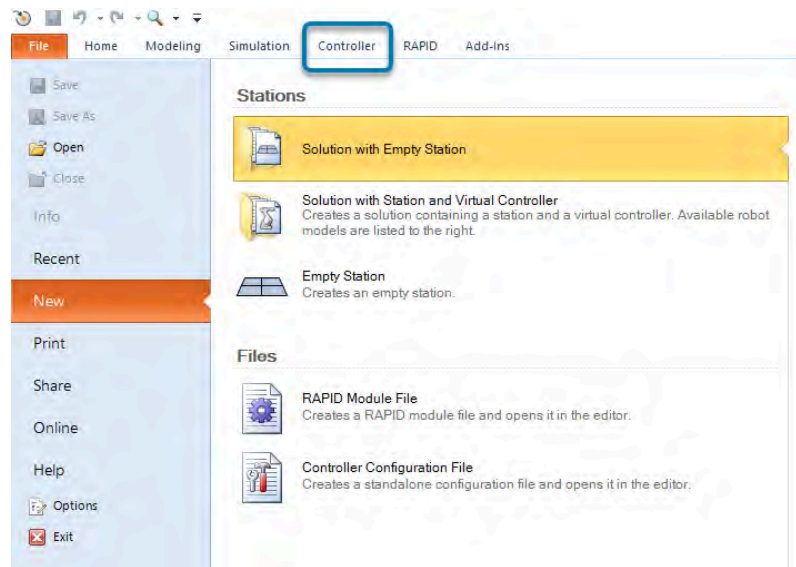 File Home Modeling Simulation Controller RAPID Add-Ins
Save
Save As
Open
Close
Info
Recent
New
Print
Share
Online
Help
Options
Exit
Stations
Solution with Empty Station
Solution with Station and Virtual Controller
Creates a solution containing a station and a virtual controller. Available robot
models are listed to the right.
Empty Station
Creates an empty station.
Files
RAPID Module File
Creates a RAPID module file and opens it in the editor.
Controller Configuration File
Creates a standalone configuration file and opens it in the editor.